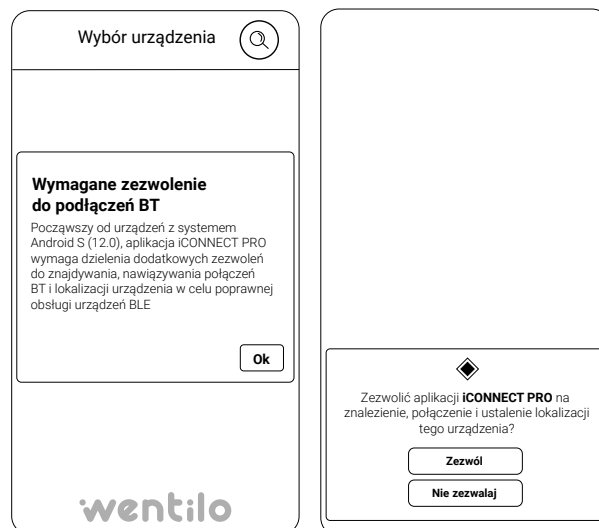 Wybór urządzenia
Wymagane zezwolenie
do podłączeń BT
Począwszy od urządzeń z systemem
Android S (12.0), aplikacja iCONNECT PRO
wymaga dzielenia dodatkowych zezwoleń
do znajdywania, nawiązywania połączeń
BT i lokalizacji urządzenia w celu poprawnej
obsługi urządzeń BLE
Ok
wentilo
Zezwolić aplikacji iCONNECT PRO na
znalezienie, połączenie i ustalenie lokalizacji
tego urządzenia?
Zezwól
Nie zezwalaj